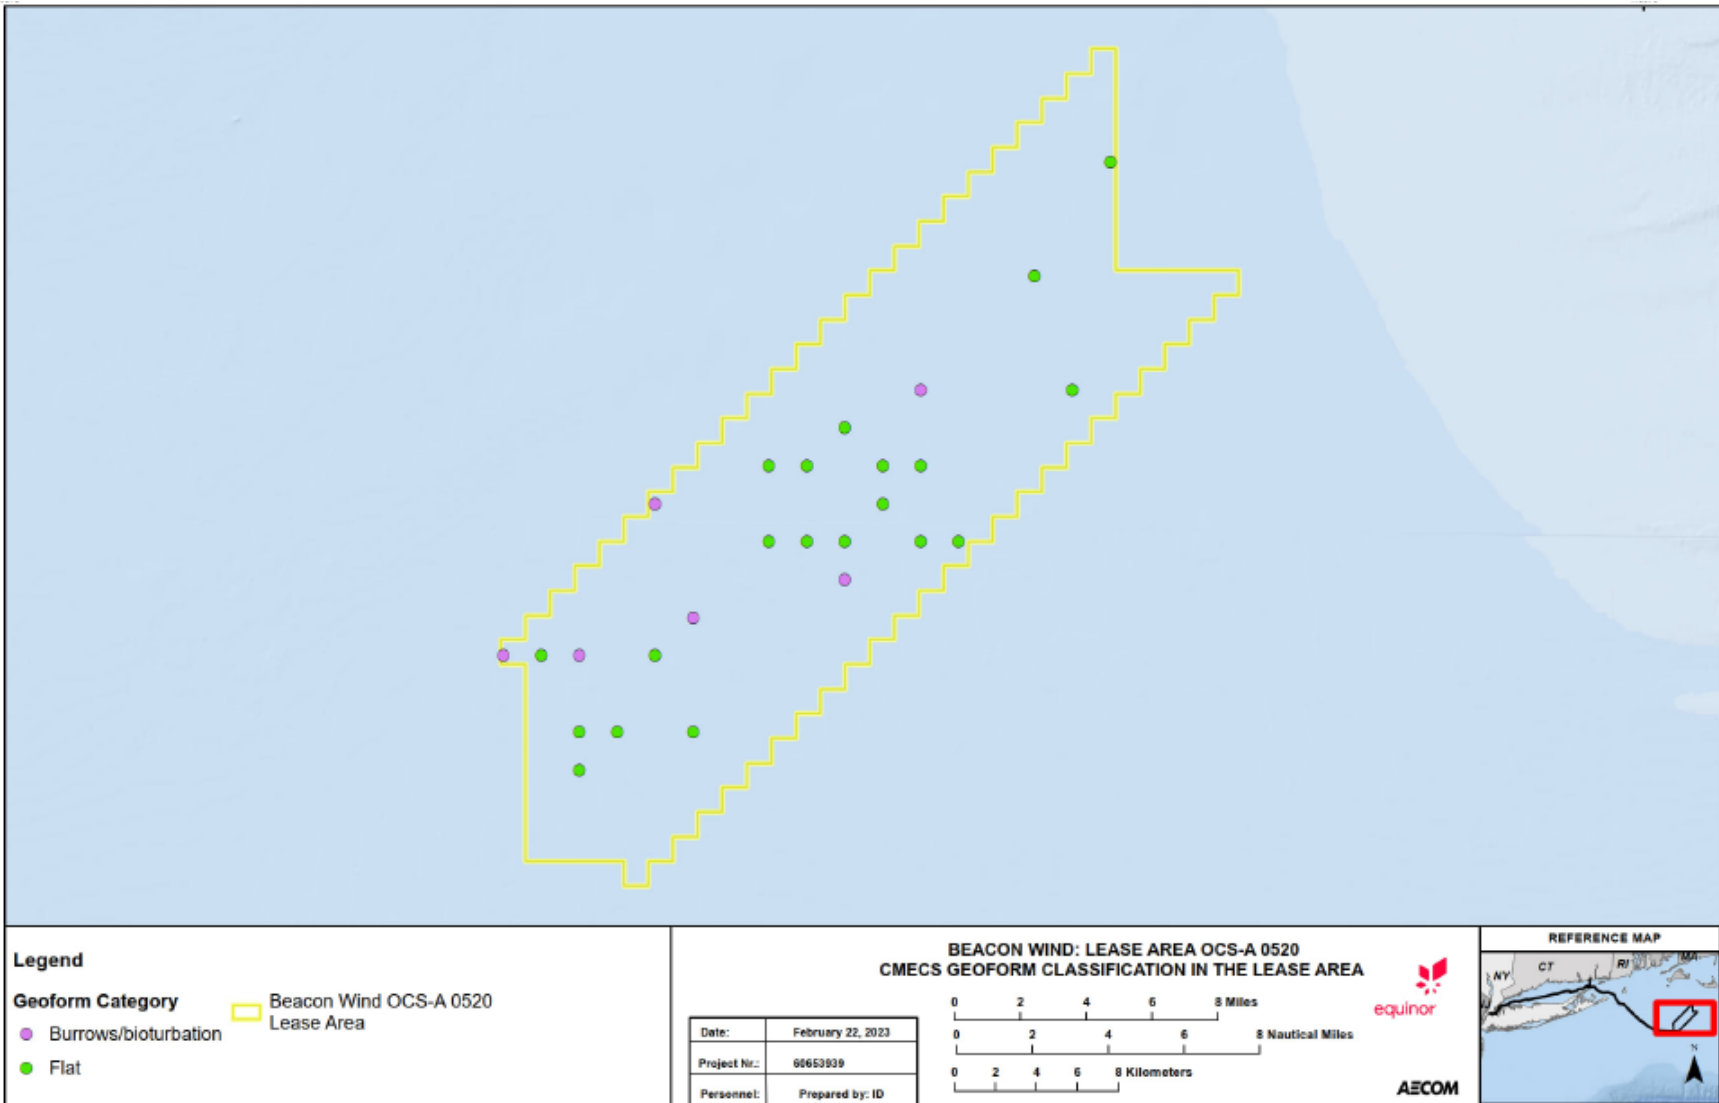 Legend
Geoform Category
Burrows/bioturbation
Flat
Beacon Wind OCS-A 0520
Lease Area
BEACON WIND: LEASE AREA OCS-A 0520
CMECS GEOFORM CLASSIFICATION IN THE LEASE AREA
0 2 4 6 8 Miles
0 2 4 6 8 Nautical Miles
0 2 4 6 8 Kilometers
Date: February 22, 2023
Project Nr.: 60653939
Personnel: Prepared by: ID
equinor
AECOM
REFERENCE MAP
NY CT RI MA
N